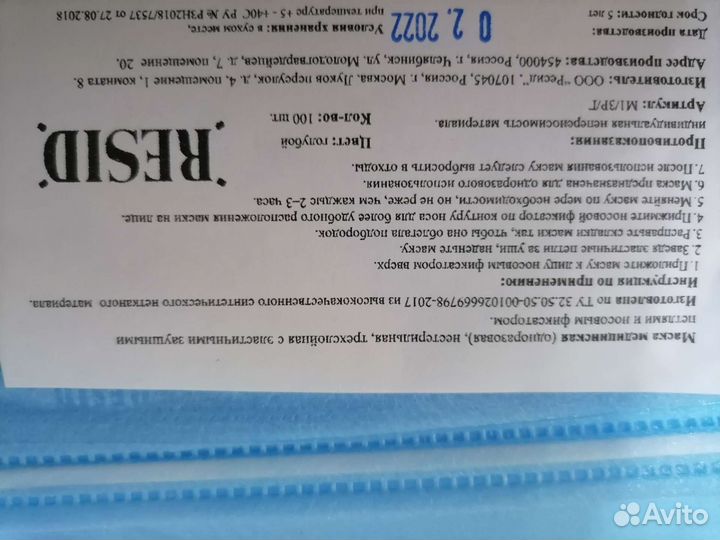 Маска медицинская (одноразовая), нестерильная, трехслойная с эластичными заушными
петлями и носовым фиксатором.
Изготовлена по ТУ 32.50.50-001026669798-2017 из высококачественного синтетического нетканого материала.
Инструкция по применению:
1. Приложите маску к лицу носовым фиксатором вверх.
2. Заведя эластичные петли за уши, наденьте маску.
3. Расправьте складки маски так, чтобы она облегала подбородок.
4. Прижмите носовой фиксатор по контуру носа для более удобного расположения маски на лице.
5. Меняйте маску по мере необходимости, но не реже, чем каждые 2–3 часа.
6. Маска предназначена для одноразового использования.
7. После использования маску следует выбросить в отходы.
Противопоказания:
индивидуальная непереносимость материала.
Артикул: М1/3Р/Г
Цвет: голубой
Кол-во: 100 шт.
RESID
Изготовитель: ООО "Ресид". 107045, Россия, г. Москва. переулок Луков. д. 4, помещение 1, комната 8.
Адрес производства: 454000, Россия, г. Челябинск, ул. Молодогвардейцев, д. 7, помещение 20.
Дата производства:
0 2. 2022
Условия хранения: в сухом месте,
Срок годности: 5 лет
при температуре +5 - +40С РУ № РЗН2018/7537 от 27.08.2018
Avito